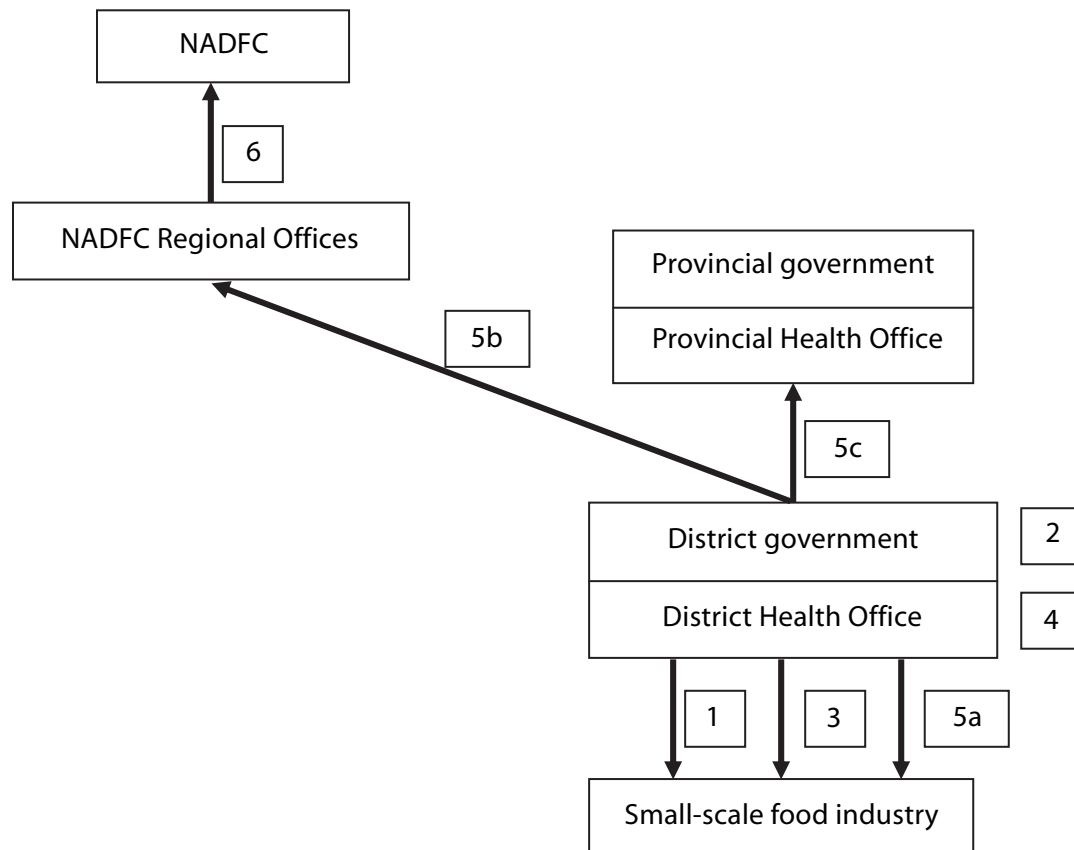 NADFC
6
NADFC Regional Offices
Provincial government
5b
Provincial Health Office
5c
District government
2
District Health Office
4
1
3
5a
Small-scale food industry